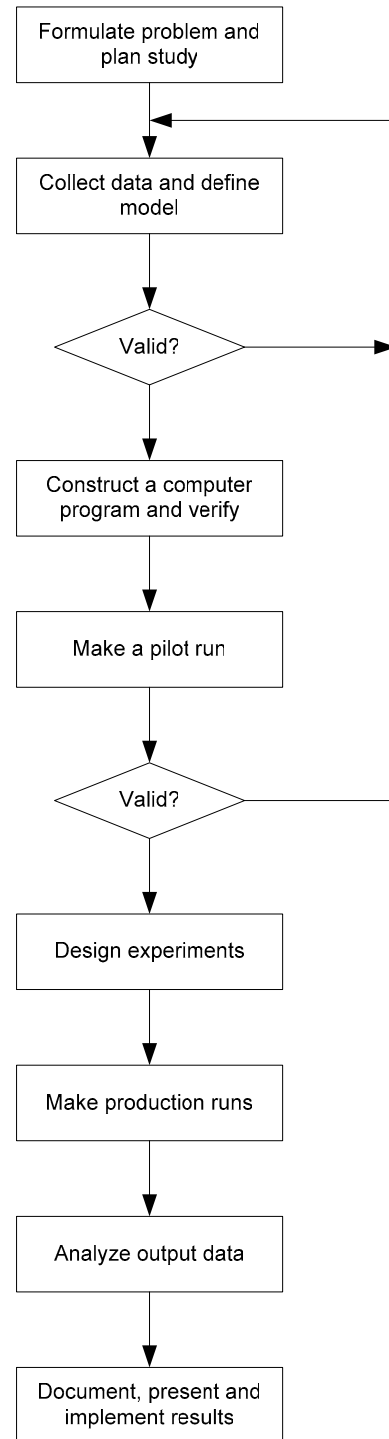 Formulate problem and
plan study
Collect data and define
model
Valid?
Construct a computer
program and verify
Make a pilot run
Valid?
Design experiments
Make production runs
Analyze output data
Document, present and
implement results